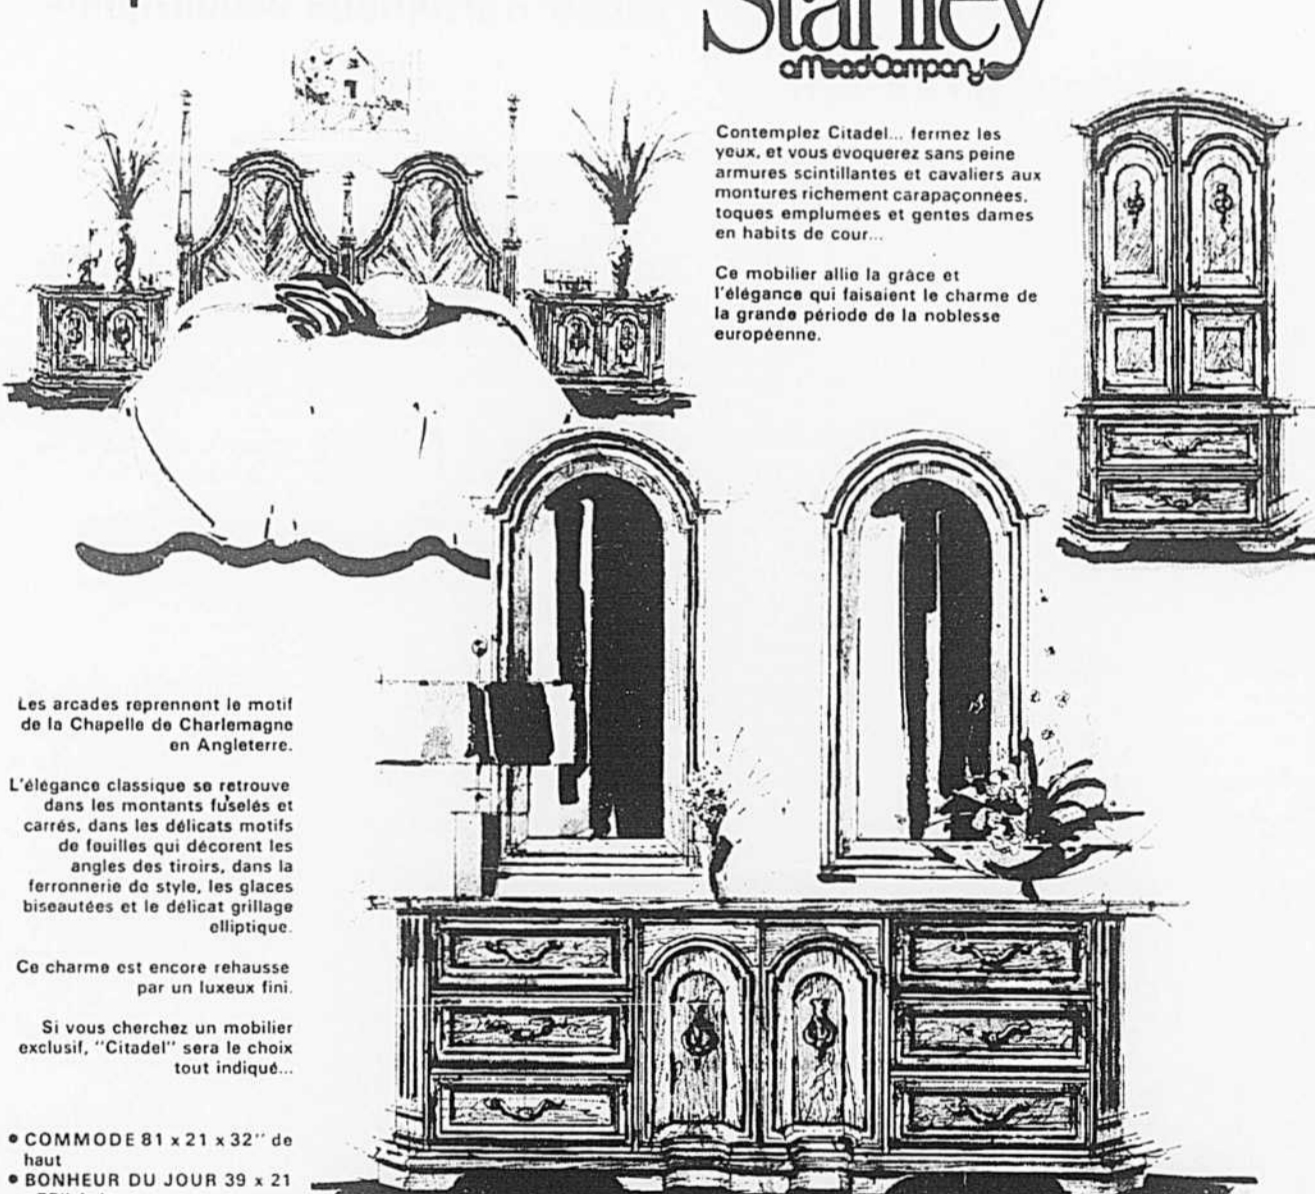 Stanley
a Mead Company
Contemplez Citadel... fermez les
yeux, et vous evoquerez sans peine
armures scintillantes et cavaliers aux
montures richement carapaçonnées,
toques emplumées et gentes dames
en habits de cour...
Ce mobilier allie la grâce et
l'élégance qui faisaient le charme de
la grande période de la noblesse
européenne.
Les arcades reprennent le motif
de la Chapelle de Charlemagne
en Angleterre.
L'élégance classique se retrouve
dans les montants fuselés et
carrés, dans les délicats motifs
de feuilles qui décorent les
angles des tiroirs, dans la
ferronnerie de style, les glaces
biseautées et le délicat grillage
elliptique.
Ce charme est encore rehausse
par un luxeux fini.
Si vous cherchez un mobilier
exclusif, "Citadel" sera le choix
tout indiqué...
• COMMODE 81 x 21 x 32" de
haut
• BONHEUR DU JOUR 39 x 21